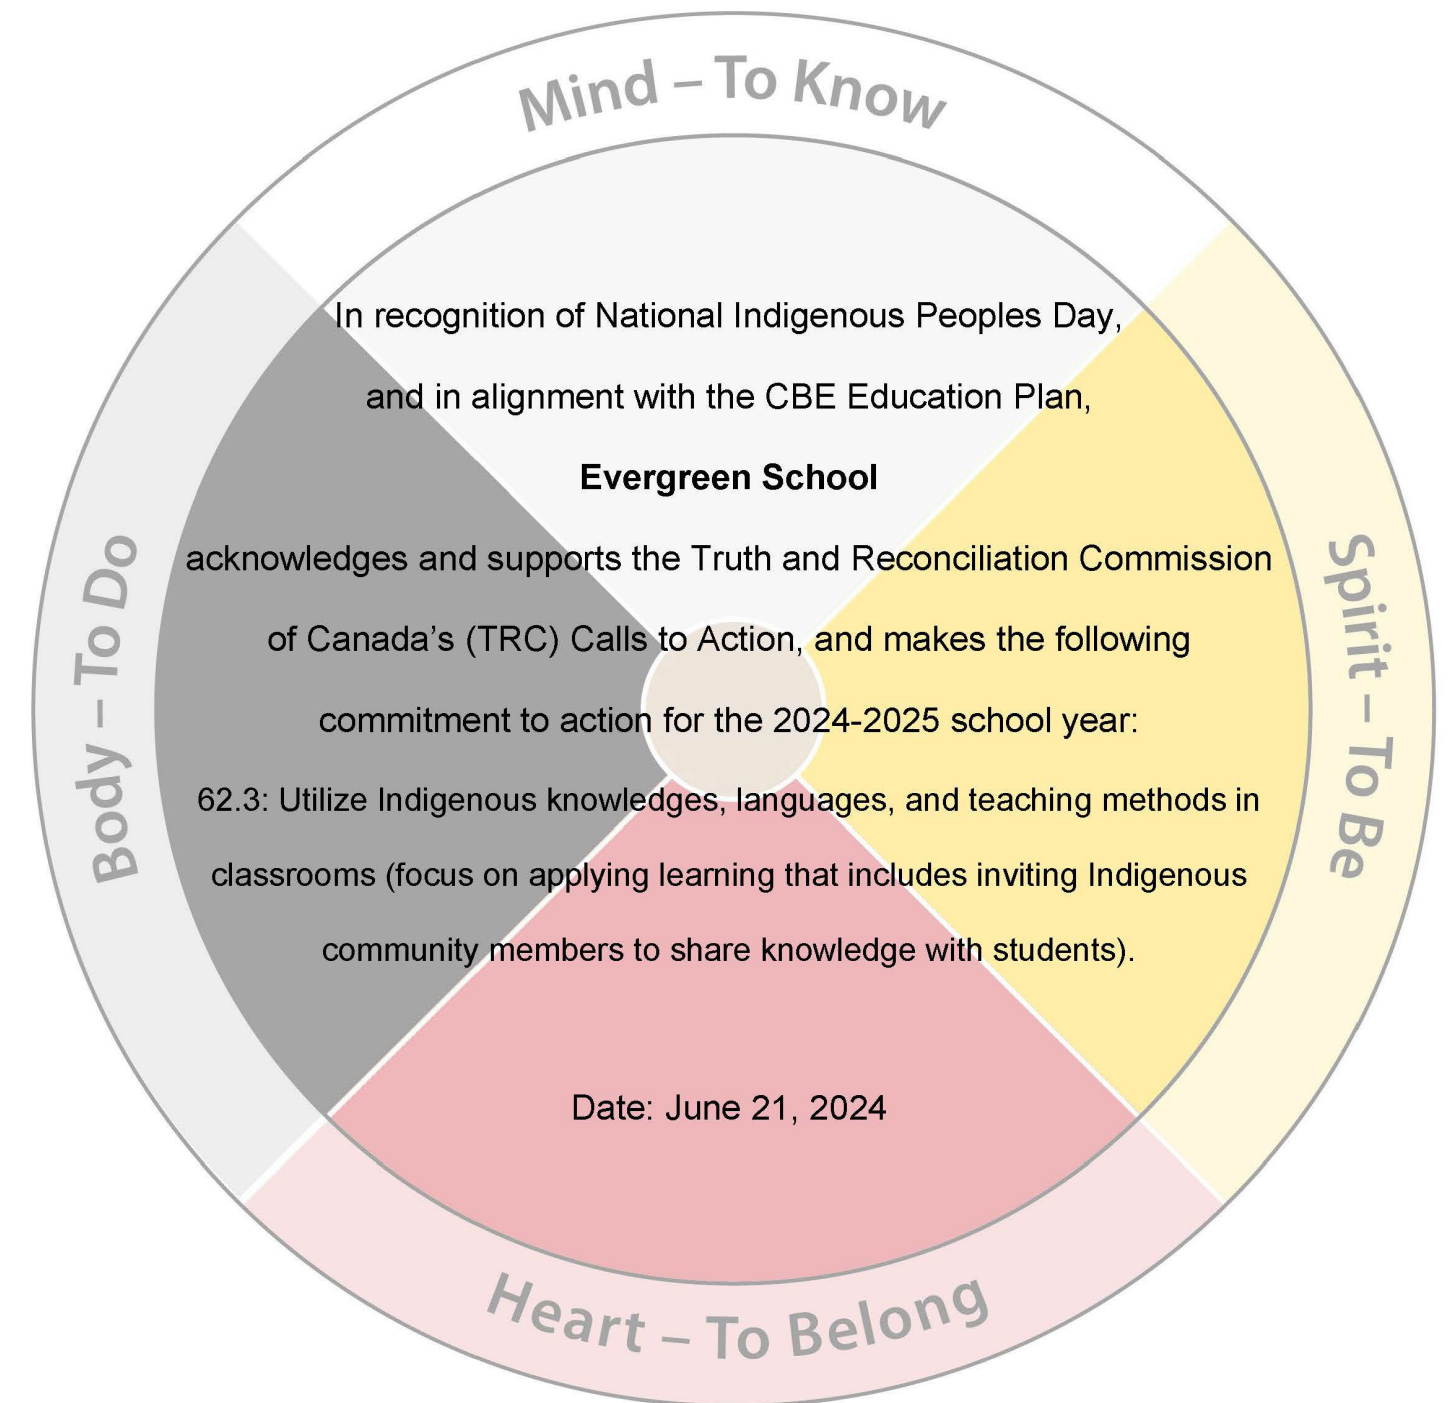 Mind – To Know
In recognition of National Indigenous Peoples Day,
and in alignment with the CBE Education Plan,
Evergreen School
acknowledges and supports the Truth and Reconciliation Commission
of Canada’s (TRC) Calls to Action, and makes the following
commitment to action for the 2024-2025 school year:
62.3: Utilize Indigenous knowledges, languages, and teaching methods in
classrooms (focus on applying learning that includes inviting Indigenous
community members to share knowledge with students).
Date: June 21, 2024
Body – To Do
Spirit – To Be
Heart – To Belong